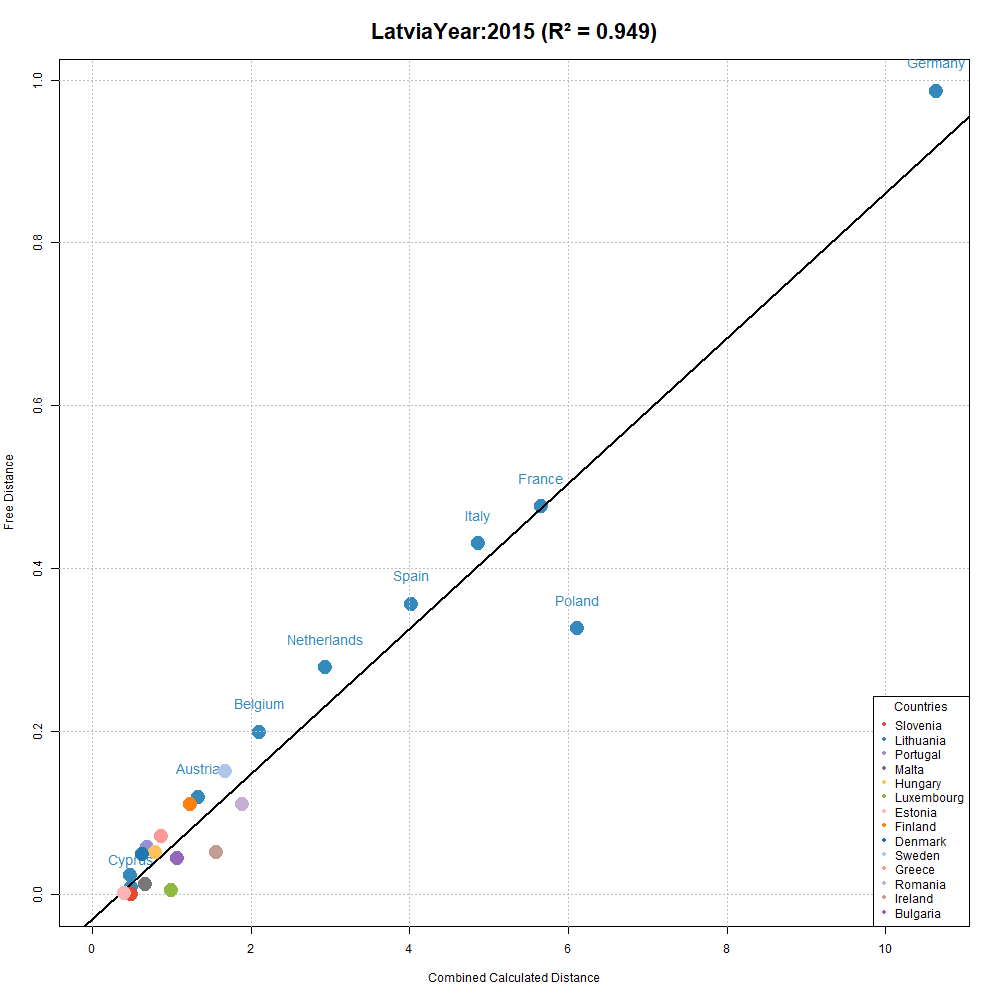 LatviaYear:2015 (R² = 0.949)
Germany
1.0
0.8
0.6
France
Italy
Free Distance
0.4
Spain
Poland
Netherlands
Belgium
0.2
Austria
Cyprus
0.0
Countries
Slovenia
Lithuania
Portugal
Malta
Hungary
Luxembourg
Estonia
Finland
Denmark
Sweden
Greece
Romania
Ireland
Bulgaria
0 2 4 6 8 10
Combined Calculated Distance